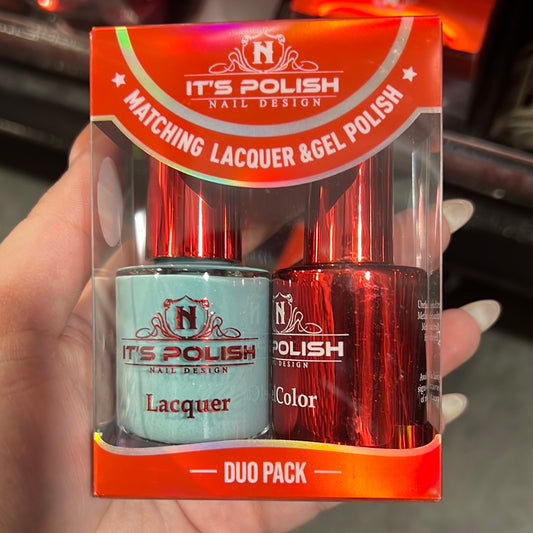 N
IT'S POLISH
NAIL DESIGN
★ MATCHING LACQUER & GEL POLISH ★
N
IT'S POLISH
NAIL DESIGN
Lacquer
N
POLISH
DESIGN
Color
— DUO PACK —